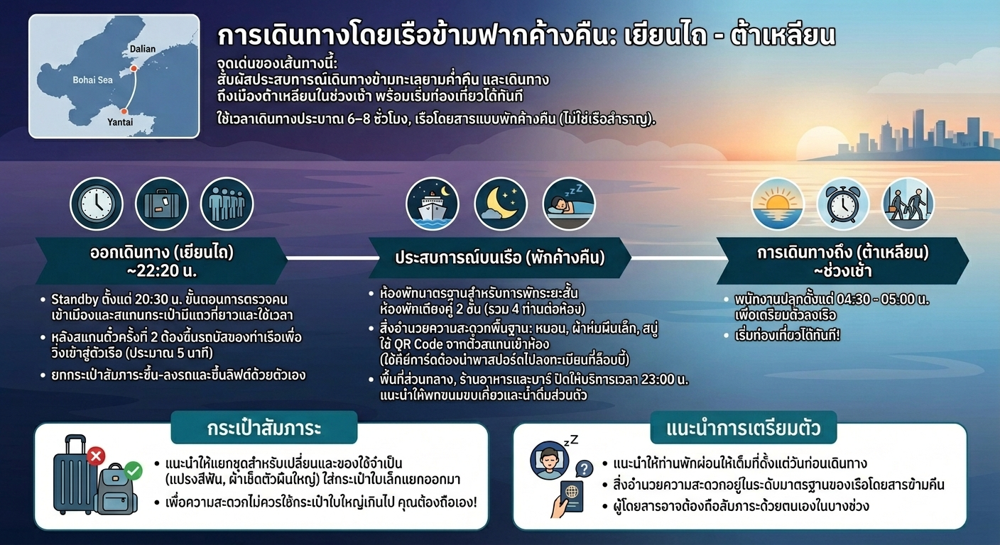 Dalian
Bohai Sea
Yantai
การเดินทางโดยเรือข้ามฟากค้างคืน: เยียนไถ - ต้าเหลียน
จุดเด่นของเส้นทางนี้:
สัมผัสประสบการณ์เดินทางข้ามทะเลยามค่ำคืน และเดินทาง
ถึงเมืองต้าเหลียนในช่วงเช้า พร้อมเริ่มท่องเที่ยวได้ทันที
ใช้เวลาเดินทางประมาณ 6–8 ชั่วโมง, เรือโดยสารแบบพักค้างคืน (ไม่ใช่เรือสำราญ).
ออกเดินทาง (เยียนไถ)
~22:20 น.
• Standby ตั้งแต่ 20:30 น. ขั้นตอนการตรวจคน
เข้าเมืองและสแกนกระเป๋ามีแถวที่ยาวและใช้เวลา
• หลังสแกนตั๋วครั้งที่ 2 ต้องขึ้นรถบัสของท่าเรือเพื่อ
วิ่งเข้าสู่ตัวเรือ (ประมาณ 5 นาที)
• ยกกระเป๋าสัมภาระขึ้น-ลงรถและขึ้นลิฟต์ด้วยตัวเอง
ประสบการณ์บนเรือ (พักค้างคืน)
• ห้องพักมาตรฐานสำหรับการพักระยะสั้น
ห้องพักเตียงคู่ 2 ชั้น (รวม 4 ท่านต่อห้อง)
• สิ่งอำนวยความสะดวกพื้นฐาน: หมอน, ผ้าห่มผืนเล็ก, สบู่
ใช้ QR Code จากตั๋วสแกนเข้าห้อง
(ใช้คีย์การ์ดต้องนำพาสปอร์ตไปลงทะเบียนที่ล็อบบี้)
• พื้นที่ส่วนกลาง, ร้านอาหารและบาร์ ปิดให้บริการเวลา 23:00 น.
แนะนำให้พกขนมขบเคี้ยวและน้ำดื่มส่วนตัว
การเดินทางถึง (ต้าเหลียน)
~ช่วงเช้า
• พนักงานปลุกตั้งแต่ 04:30 - 05:00 น.
เพื่อเตรียมตัวลงเรือ
• เริ่มท่องเที่ยวได้ทันที!
กระเป๋าสัมภาระ
• แนะนำให้แยกชุดสำหรับเปลี่ยนและของใช้จำเป็น
(แปรงสีฟัน, ผ้าเช็ดตัวผืนใหญ่) ใส่กระเป๋าใบเล็กแยกออกมา
• เพื่อความสะดวกไม่ควรใช้กระเป๋าใบใหญ่เกินไป คุณต้องถือเอง!
แนะนำการเตรียมตัว
zZ
?
• แนะนำให้ท่านพักผ่อนให้เต็มที่ตั้งแต่วันก่อนเดินทาง
• สิ่งอำนวยความสะดวกอยู่ในระดับมาตรฐานของเรือโดยสารข้ามคืน
• ผู้โดยสารอาจต้องถือสัมภาระด้วยตนเองในบางช่วง